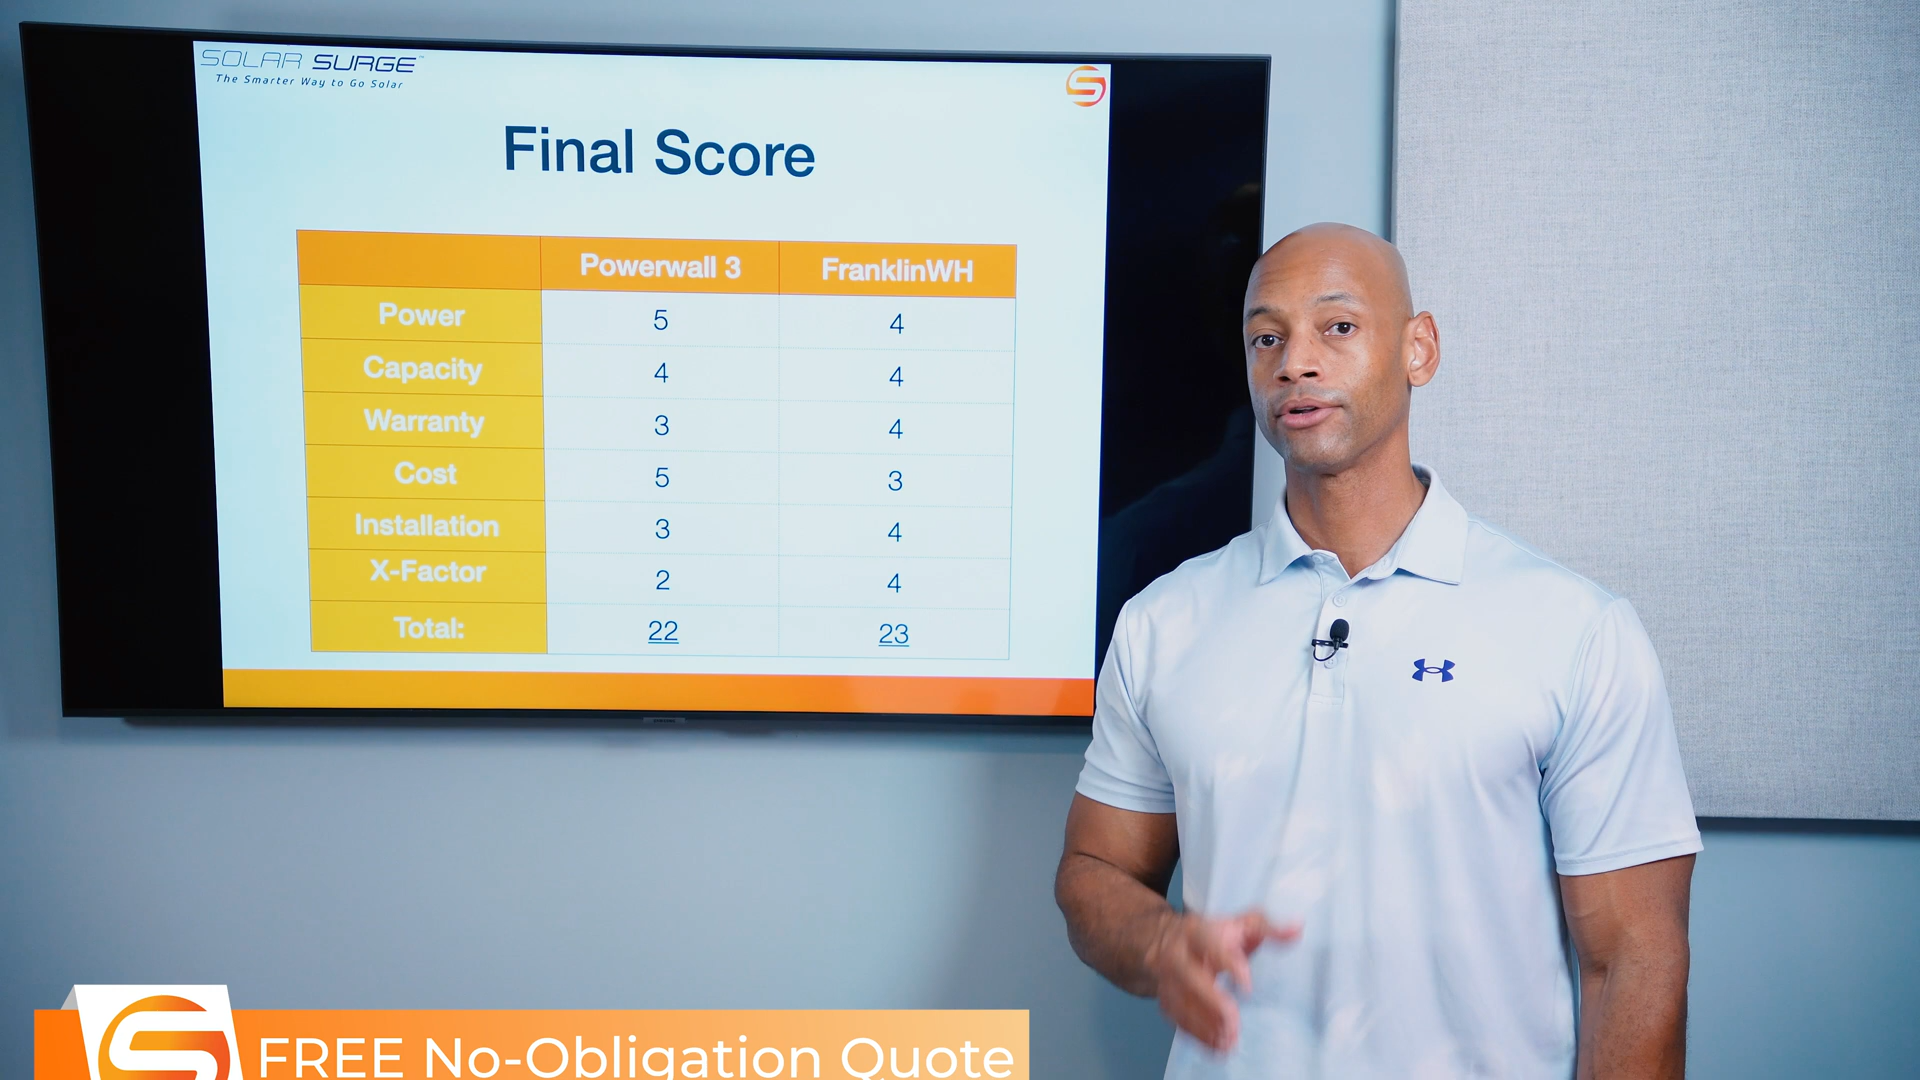 SOLAR SURGE™
The Smarter Way to Go Solar
Final Score
Powerwall 3 FranklinWH
Power 5 4
Capacity 4 4
Warranty 3 4
Cost 5 3
Installation 3 4
X-Factor 2 4
Total: 22 23
FREE No-Obligation Quote